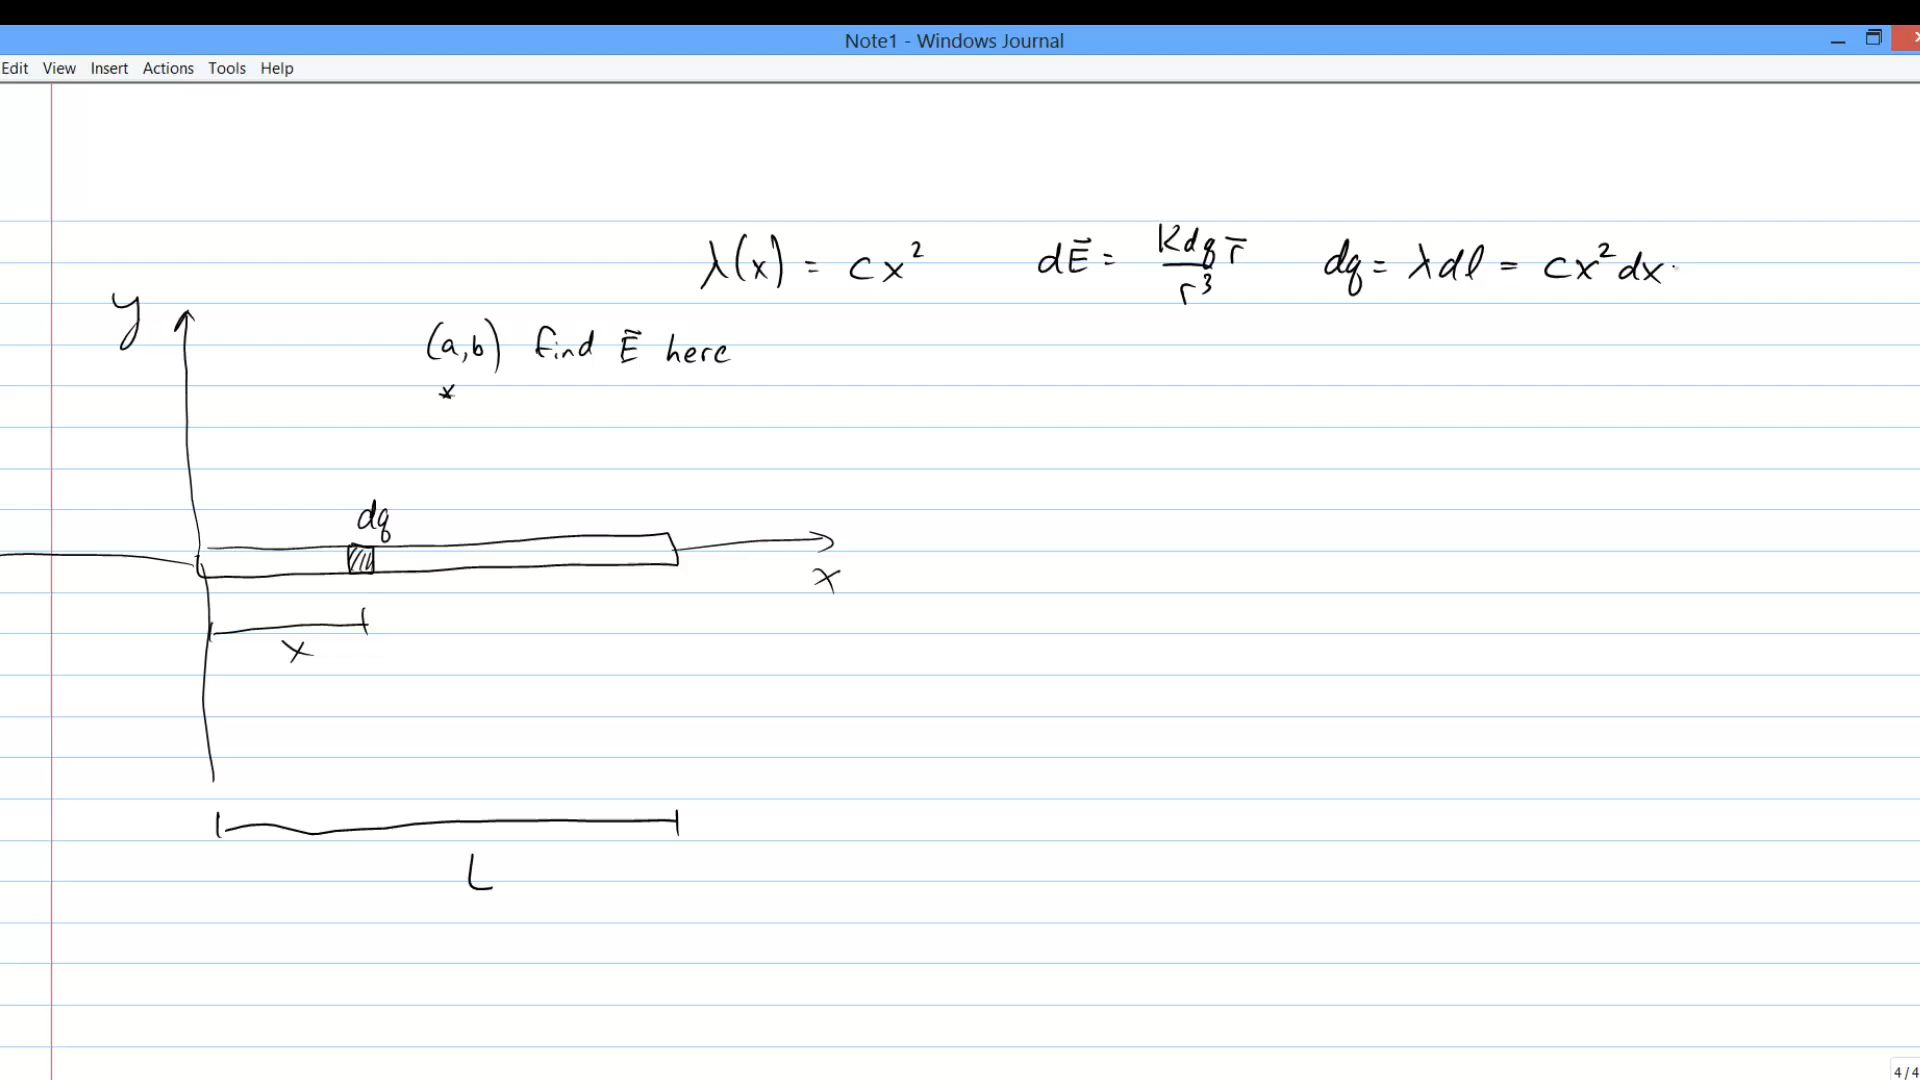 Note1 - Windows Journal
Edit View Insert Actions Tools Help
λ(x) = cx² dE⃗ = kdq r̄ / r³ dq = λdl = cx²dx
y
(a,b) find E⃗ here
dq
x
x
L
4 / 4